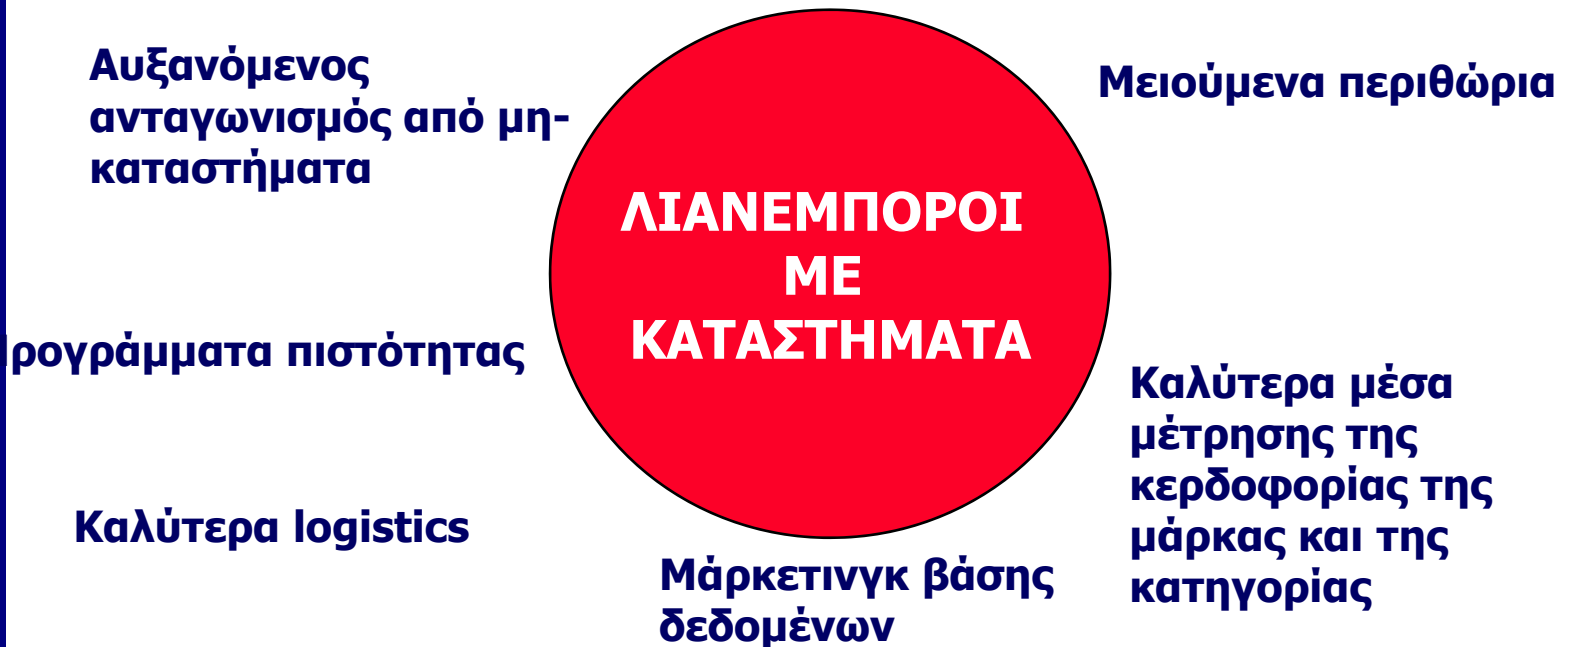 Αυξανόμενος
ανταγωνισμός από μη-
καταστήματα
Μειούμενα περιθώρια
ΛΙΑΝΕΜΠΟΡΟΙ
ΜΕ
ΚΑΤΑΣΤΗΜΑΤΑ
ρογράμματα πιστότητας
Καλύτερα logistics
Μάρκετινγκ βάσης
δεδομένων
Καλύτερα μέσα
μέτρησης της
κερδοφορίας της
μάρκας και της
κατηγορίας